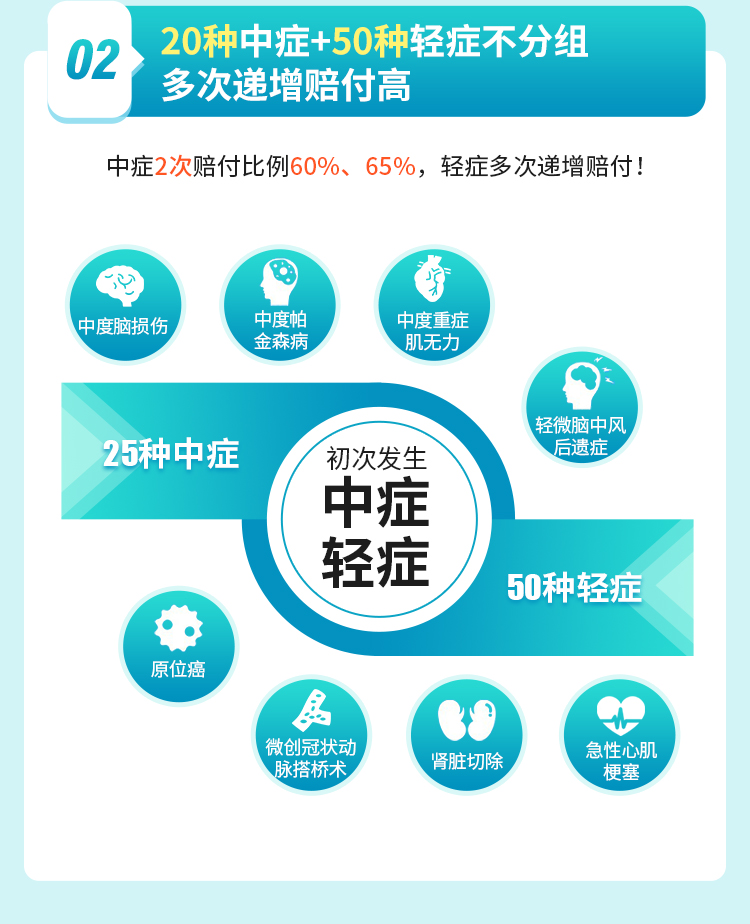 02
20种中症+50种轻症不分组
多次递增赔付高
中症2次赔付比例60%、65%，轻症多次递增赔付！
中度脑损伤
中度帕
金森病
中度重症
肌无力
轻微脑中风
后遗症
25种中症
初次发生
中症
轻症
50种轻症
原位癌
微创冠状动
脉搭桥术
肾脏切除
急性心肌
梗塞